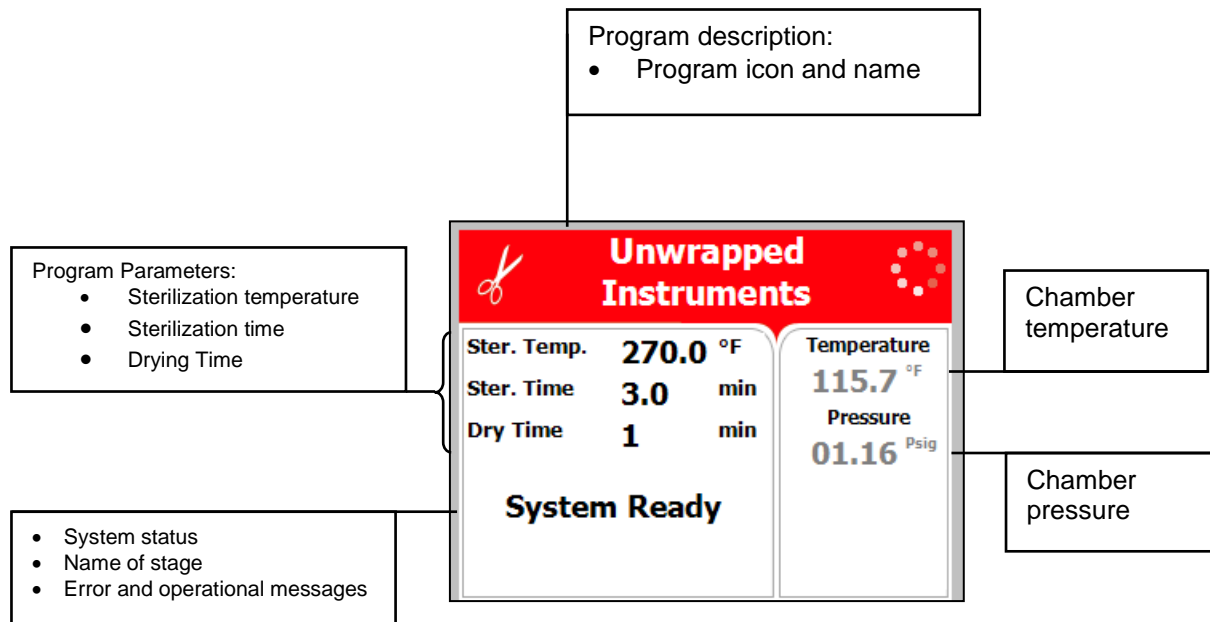 Program description:
• Program icon and name
Unwrapped
Instruments
Program Parameters:
• Sterilization temperature
• Sterilization time
• Drying Time
Ster. Temp. 270.0 °F
Ster. Time 3.0 min
Dry Time 1 min
System Ready
Temperature
115.7 °F
Pressure
01.16 Psig
Chamber
temperature
Chamber
pressure
• System status
• Name of stage
• Error and operational messages